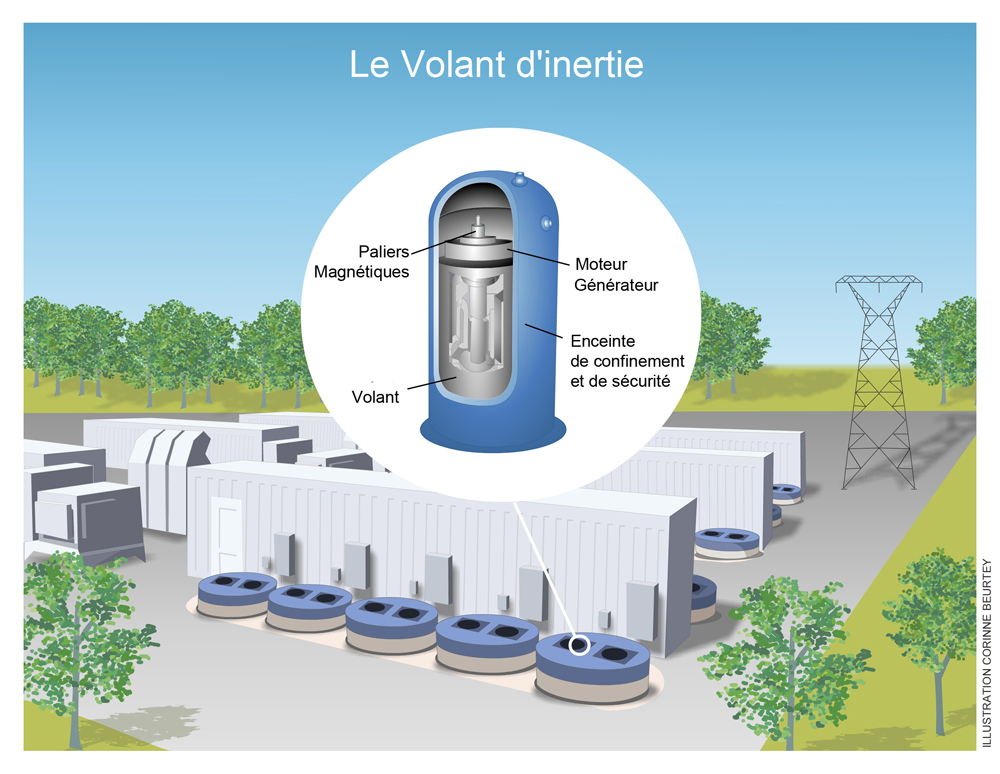 Le Volant d'inertie
Paliers
Magnétiques
Moteur
Générateur
Enceinte
de confinement
et de sécurité
Volant
ILLUSTRATION CORINNE BEURTEY